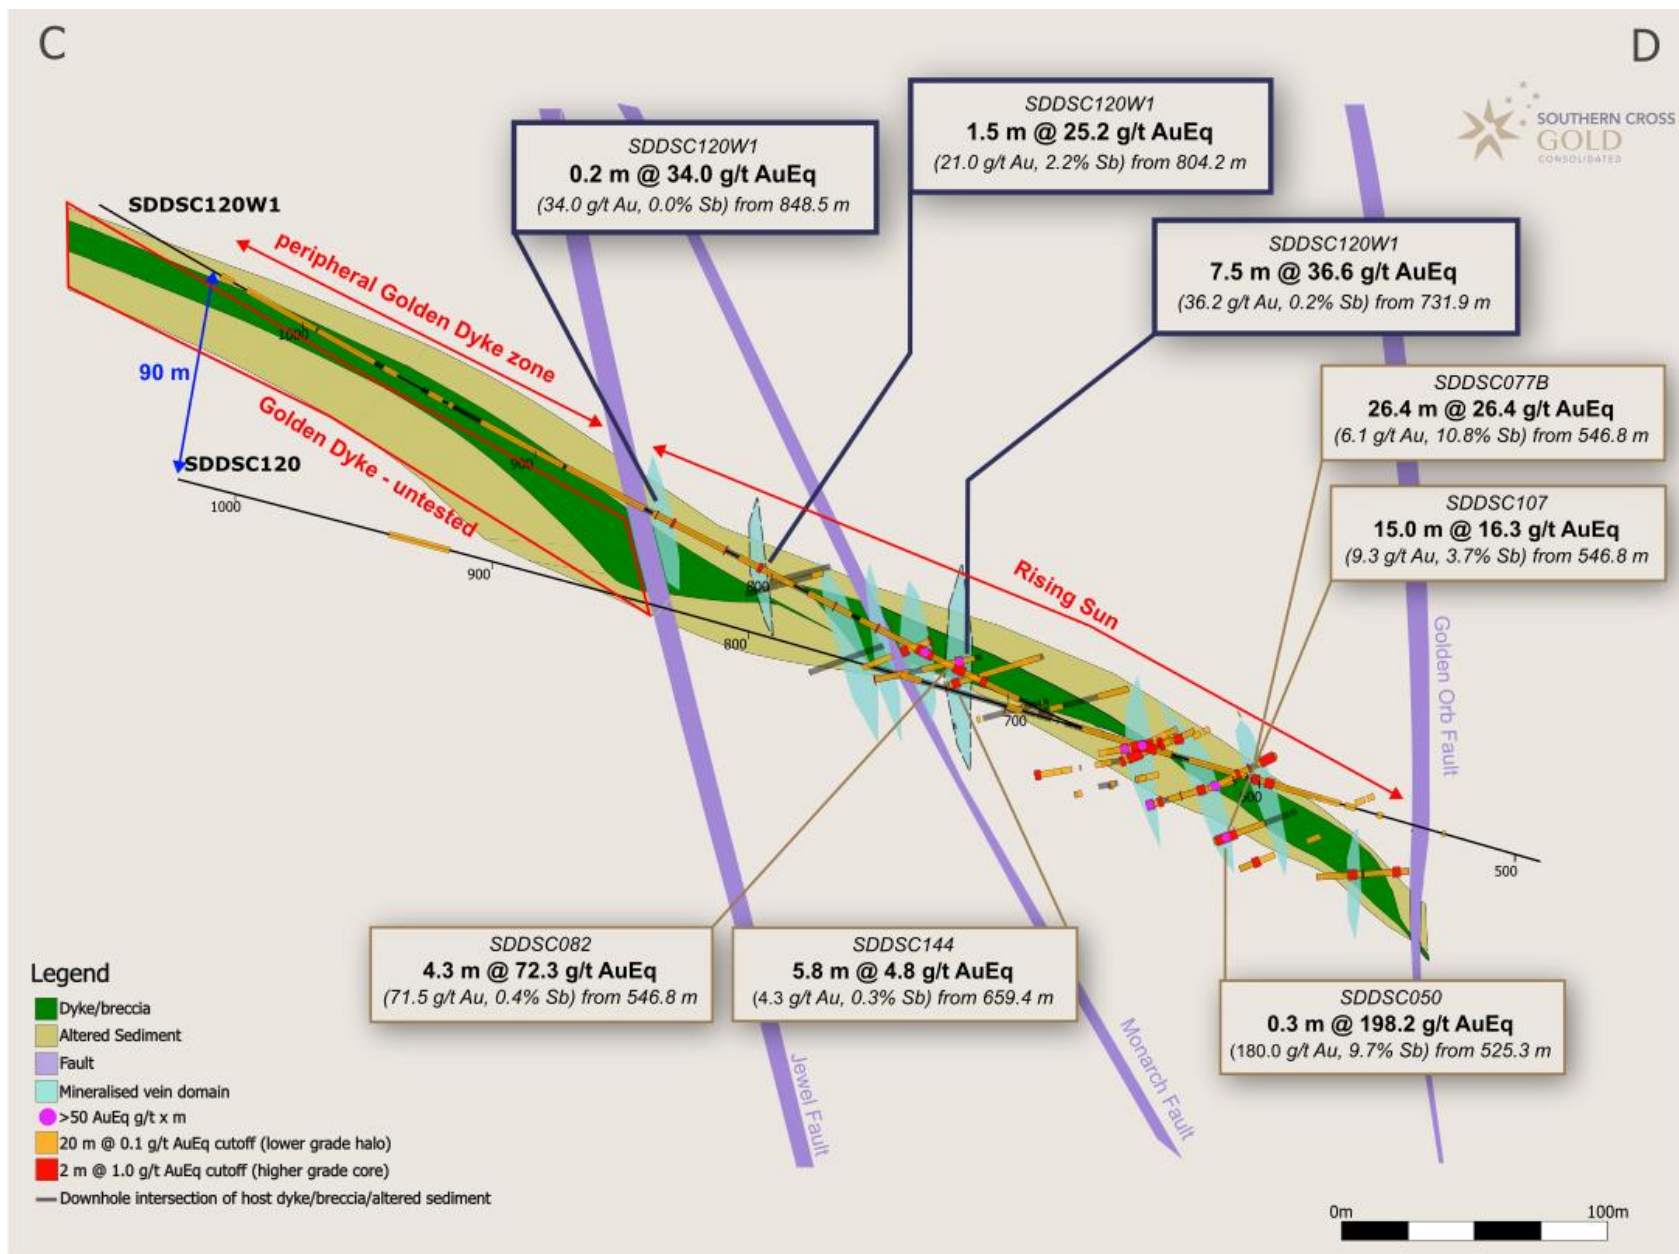 C
D
SOUTHERN CROSS
GOLD
CONSOLIDATED
SDDSC120W1
1.5 m @ 25.2 g/t AuEq
(21.0 g/t Au, 2.2% Sb) from 804.2 m
SDDSC120W1
0.2 m @ 34.0 g/t AuEq
(34.0 g/t Au, 0.0% Sb) from 848.5 m
SDDSC120W1
SDDSC120W1
7.5 m @ 36.6 g/t AuEq
(36.2 g/t Au, 0.2% Sb) from 731.9 m
peripheral Golden Dyke zone
1000
90 m
Golden Dyke - untested
SDDSC077B
26.4 m @ 26.4 g/t AuEq
(6.1 g/t Au, 10.8% Sb) from 546.8 m
SDDSC120
900
1000
SDDSC107
15.0 m @ 16.3 g/t AuEq
(9.3 g/t Au, 3.7% Sb) from 546.8 m
900
800
Rising Sun
800
Golden Orb Fault
700
600
500
SDDSC082
4.3 m @ 72.3 g/t AuEq
(71.5 g/t Au, 0.4% Sb) from 546.8 m
SDDSC144
5.8 m @ 4.8 g/t AuEq
(4.3 g/t Au, 0.3% Sb) from 659.4 m
SDDSC050
0.3 m @ 198.2 g/t AuEq
(180.0 g/t Au, 9.7% Sb) from 525.3 m
Jewel Fault
Monarch Fault
Legend
Dyke/breccia
Altered Sediment
Fault
Mineralised vein domain
>50 AuEq g/t x m
20 m @ 0.1 g/t AuEq cutoff (lower grade halo)
2 m @ 1.0 g/t AuEq cutoff (higher grade core)
Downhole intersection of host dyke/breccia/altered sediment
0m
100m